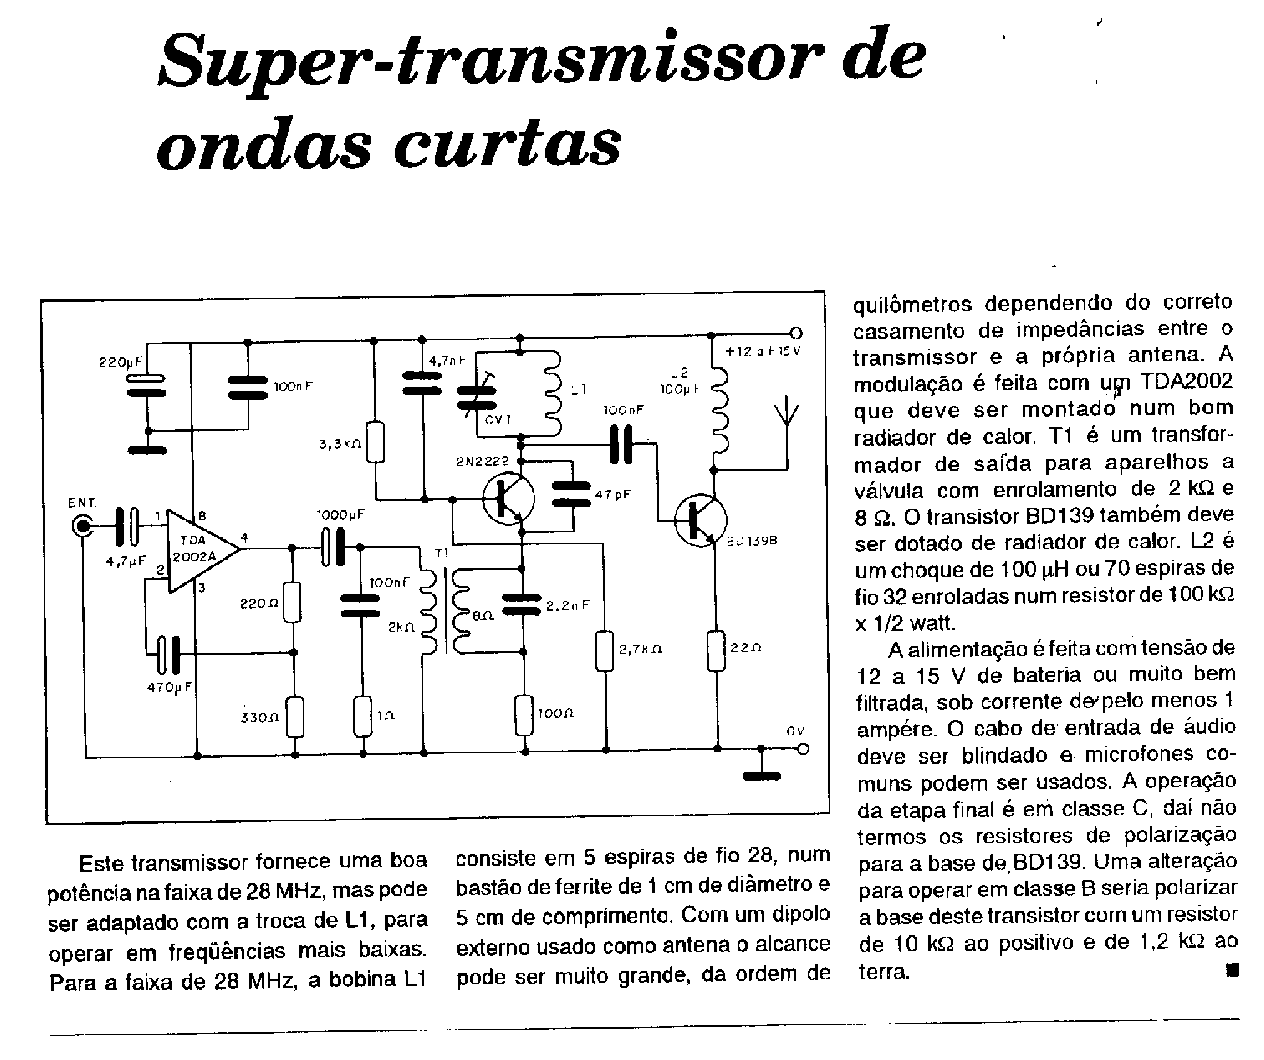 Super-transmissor de
ondas curtas
220µF
100nF
3,3kΩ
4,7nF
CV1
L1
100nF
L2
+12 a +15V
2N2222
47pF
ENT.
4,7µF
1
8
TDA
2002A
4
2
3
470µF
220Ω
330Ω
1000µF
100nF
1Ω
T1
2kΩ
8Ω
2,2nF
100Ω
2,7kΩ
22Ω
0V
Este transmissor fornece uma boa
potência na faixa de 28 MHz, mas pode
ser adaptado com a troca de L1, para
operar em freqüências mais baixas.
Para a faixa de 28 MHz, a bobina L1
consiste em 5 espiras de fio 28, num
bastão de ferrite de 1 cm de diâmetro e
5 cm de comprimento. Com um dipolo
externo usado como antena o alcance
pode ser muito grande, da ordem de
quilômetros dependendo do correto
casamento de impedâncias entre o
transmissor e a própria antena. A
modulação é feita com um TDA2002
que deve ser montado num bom
radiador de calor. T1 é um transfor-
mador de saída para aparelhos a
válvula com enrolamento de 2 kΩ e
8 Ω. O transistor BD139 também deve
ser dotado de radiador de calor. L2 é
um choque de 100 µH ou 70 espiras de
fio 32 enroladas num resistor de 100 kΩ
x 1/2 watt.
A alimentação é feita com tensão de
12 a 15 V de bateria ou muito bem
filtrada, sob corrente de pelo menos 1
ampére. O cabo de entrada de áudio
deve ser blindado e microfones co-
muns podem ser usados. A operação
da etapa final é em classe C, daí não
termos os resistores de polarização
para a base de BD139. Uma alteração
para operar em classe B seria polarizar
a base deste transistor com um resistor
de 10 kΩ ao positivo e de 1,2 kΩ ao
terra.